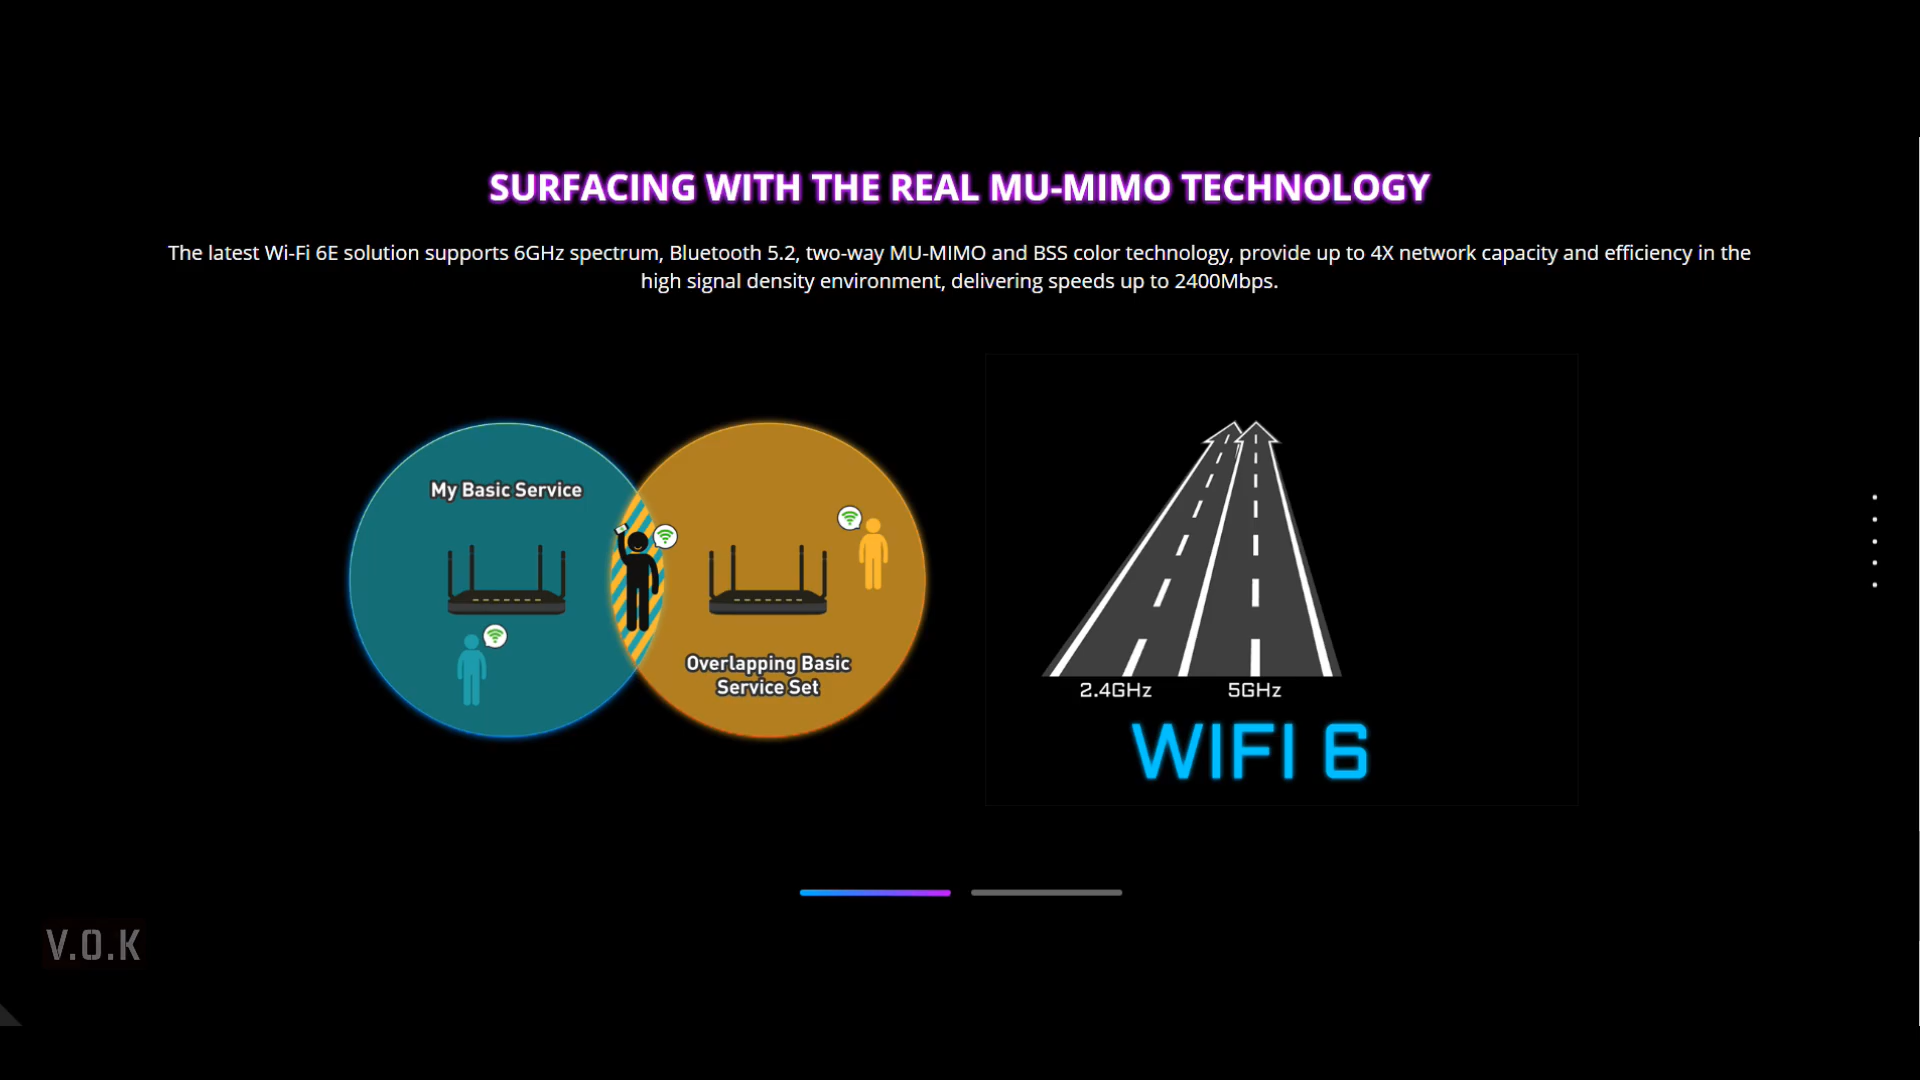 SURFACING WITH THE REAL MU-MIMO TECHNOLOGY
The latest Wi-Fi 6E solution supports 6GHz spectrum, Bluetooth 5.2, two-way MU-MIMO and BSS color technology, provide up to 4X network capacity and efficiency in the
high signal density environment, delivering speeds up to 2400Mbps.
My Basic Service
Overlapping Basic
Service Set
2.4GHz
5GHz
WIFI 6
V.O.K